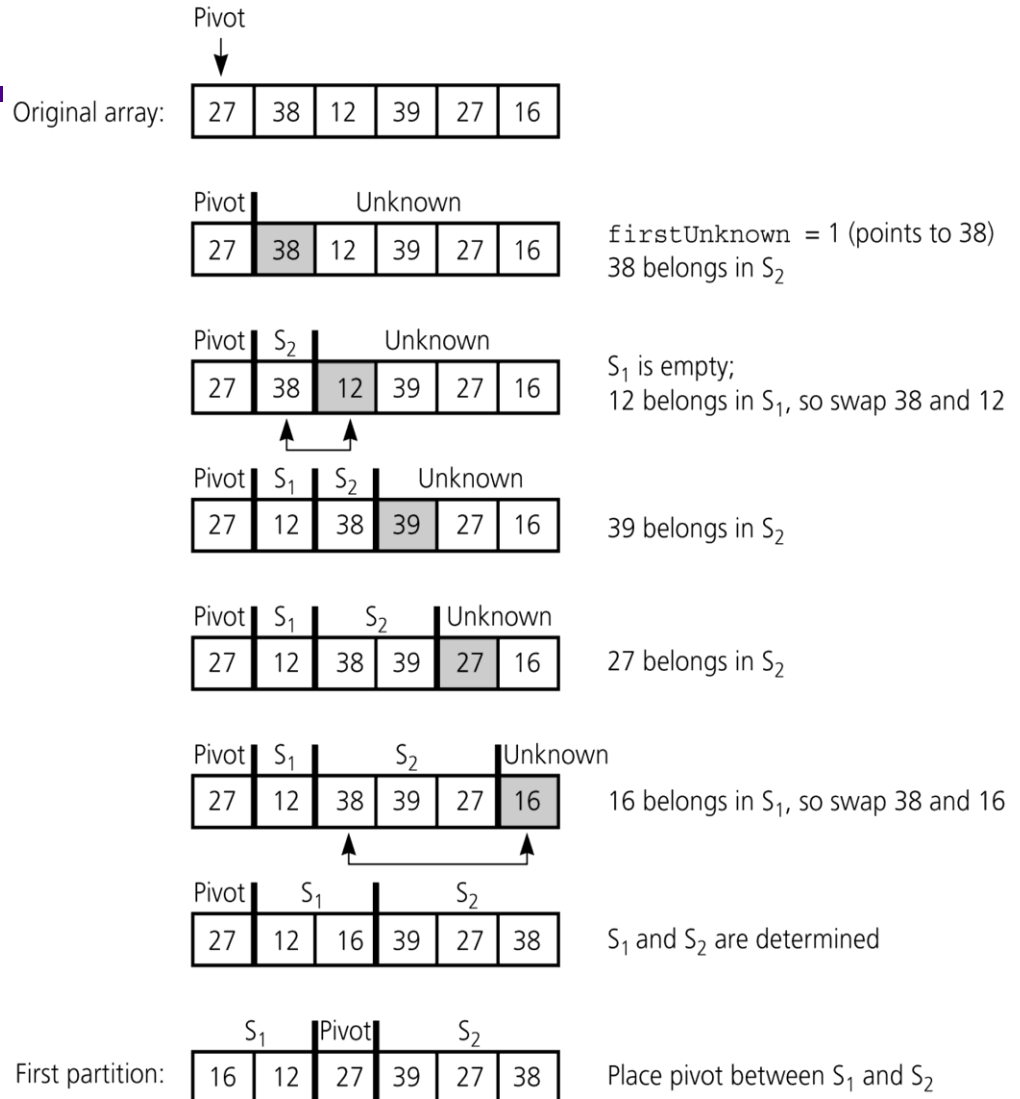 Pivot
Original array: 27 38 12 39 27 16
Pivot Unknown
27 38 12 39 27 16
firstUnknown = 1 (points to 38)
38 belongs in S₂
Pivot S₂ Unknown
27 38 12 39 27 16
S₁ is empty;
12 belongs in S₁, so swap 38 and 12
Pivot S₁ S₂ Unknown
27 12 38 39 27 16
39 belongs in S₂
Pivot S₁ S₂ Unknown
27 12 38 39 27 16
27 belongs in S₂
Pivot S₁ S₂ Unknown
27 12 38 39 27 16
16 belongs in S₁, so swap 38 and 16
Pivot S₁ S₂
27 12 16 39 27 38
S₁ and S₂ are determined
S₁ Pivot S₂
First partition: 16 12 27 39 27 38
Place pivot between S₁ and S₂